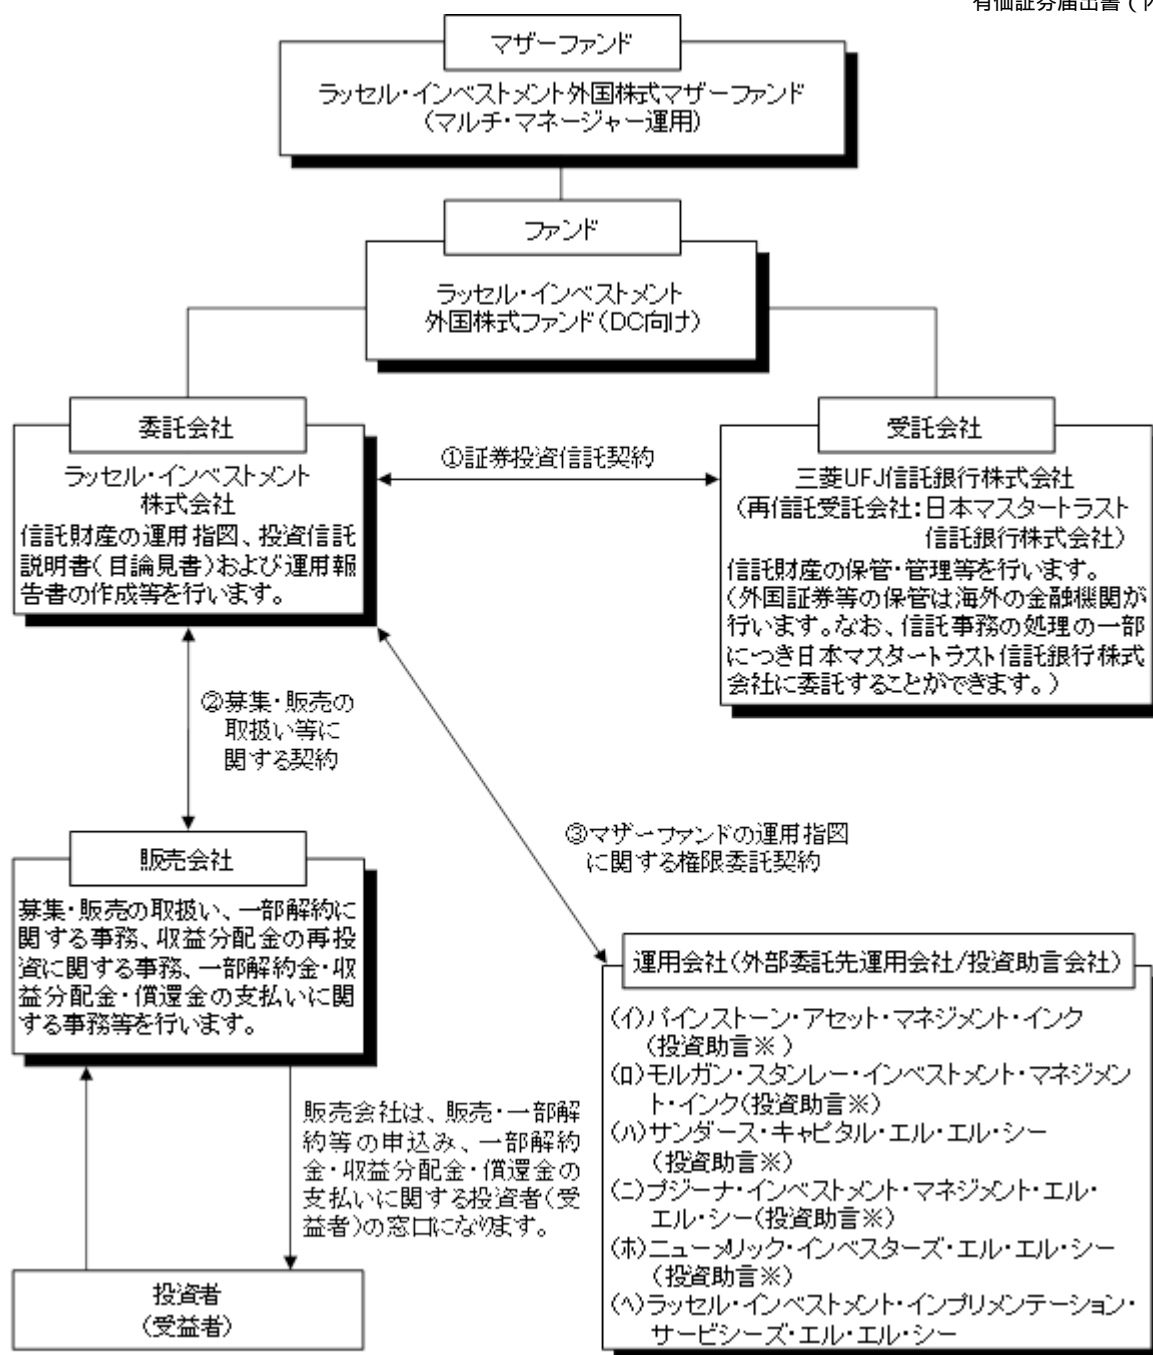 有価証券届出書(内
マザーファンド
ラッセル・インベストメント外国株式マザーファンド
(マルチ・マネージャー運用)
ファンド
ラッセル・インベストメント
外国株式ファンド(DC向け)
委託会社
ラッセル・インベストメント
株式会社
信託財産の運用指図、投資信託
説明書(目論見書)および運用報
告書の作成等を行います。
①証券投資信託契約
受託会社
三菱UFJ信託銀行株式会社
(再信託受託会社:日本マスタートラスト
信託銀行株式会社)
信託財産の保管・管理等を行います。
(外国証券等の保管は海外の金融機関が
行います。なお、信託事務の処理の一部
につき日本マスタートラスト信託銀行株式
会社に委託することができます。)
②募集・販売の
取扱い等に
関する契約
③マザーファンドの運用指図
に関する権限委託契約
販売会社
募集・販売の取扱い、一部解約に
関する事務、収益分配金の再投
資に関する事務、一部解約金・収
益分配金・償還金の支払いに関
する事務等を行います。
販売会社は、販売・一部解
約等の申込み、一部解約
金・収益分配金・償還金の
支払いに関する投資者(受
益者)の窓口になります。
投資者
(受益者)
運用会社(外部委託先運用会社/投資助言会社)
(イ)パインストーン・アセット・マネジメント・インク
(投資助言※)
(ロ)モルガン・スタンレー・インベストメント・マネジメン
ト・インク(投資助言※)
(ハ)サンダース・キャピタル・エル・エル・シー
(投資助言※)
(ニ)プジーナ・インベストメント・マネジメント・エル・
エル・シー(投資助言※)
(ホ)ニューメリック・インベスターズ・エル・エル・シー
(投資助言※)
(ヘ)ラッセル・インベストメント・インプリメンテーション・
サービシーズ・エル・エル・シー